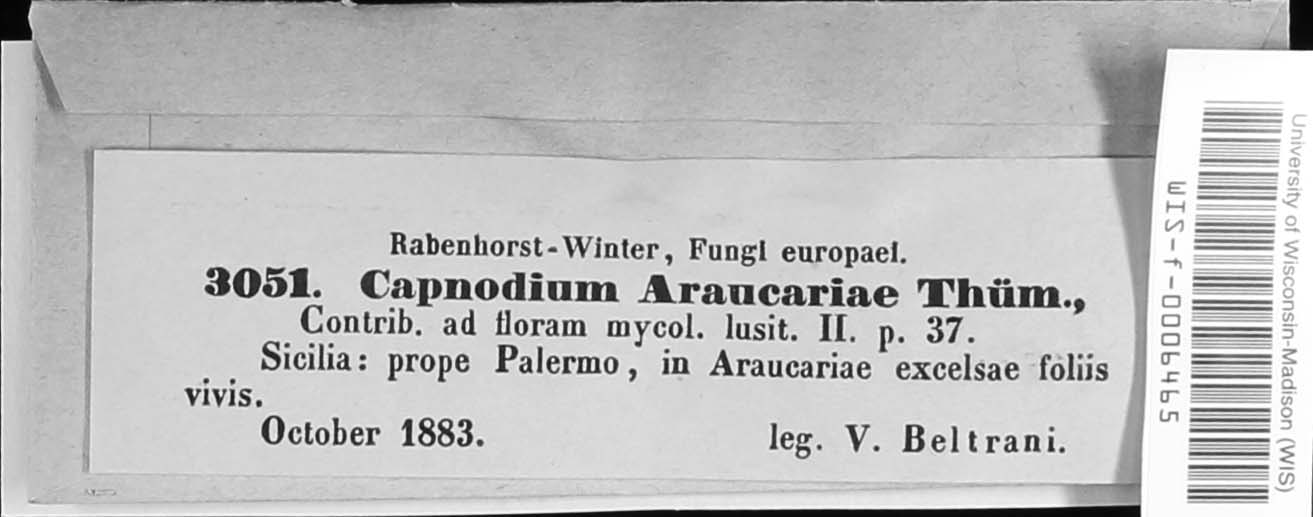 Rabenhorst-Winter, Fungi europaei.
3051. Capnodium Araucariae Thüm.,
Contrib. ad floram mycol. lusit. II. p. 37.
Sicilia: prope Palermo, in Araucariae excelsae foliis
vivis.
October 1883. leg. V. Beltrani.
WIS-f-0006465
University of Wisconsin-Madison (WIS)